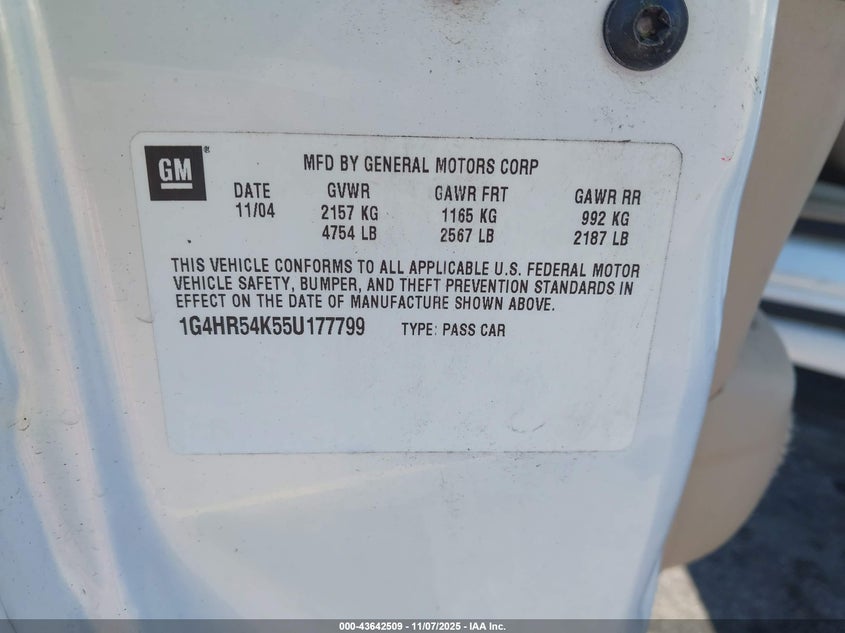 GM ®
MFD BY GENERAL MOTORS CORP
DATE GVWR GAWR FRT GAWR RR
11/04 2157 KG 1165 KG 992 KG
4754 LB 2567 LB 2187 LB
THIS VEHICLE CONFORMS TO ALL APPLICABLE U.S. FEDERAL MOTOR
VEHICLE SAFETY, BUMPER, AND THEFT PREVENTION STANDARDS IN
EFFECT ON THE DATE OF MANUFACTURE SHOWN ABOVE.
1G4HR54K55U177799 TYPE: PASS CAR
000-43642509 - 11/07/2025 - IAA Inc.